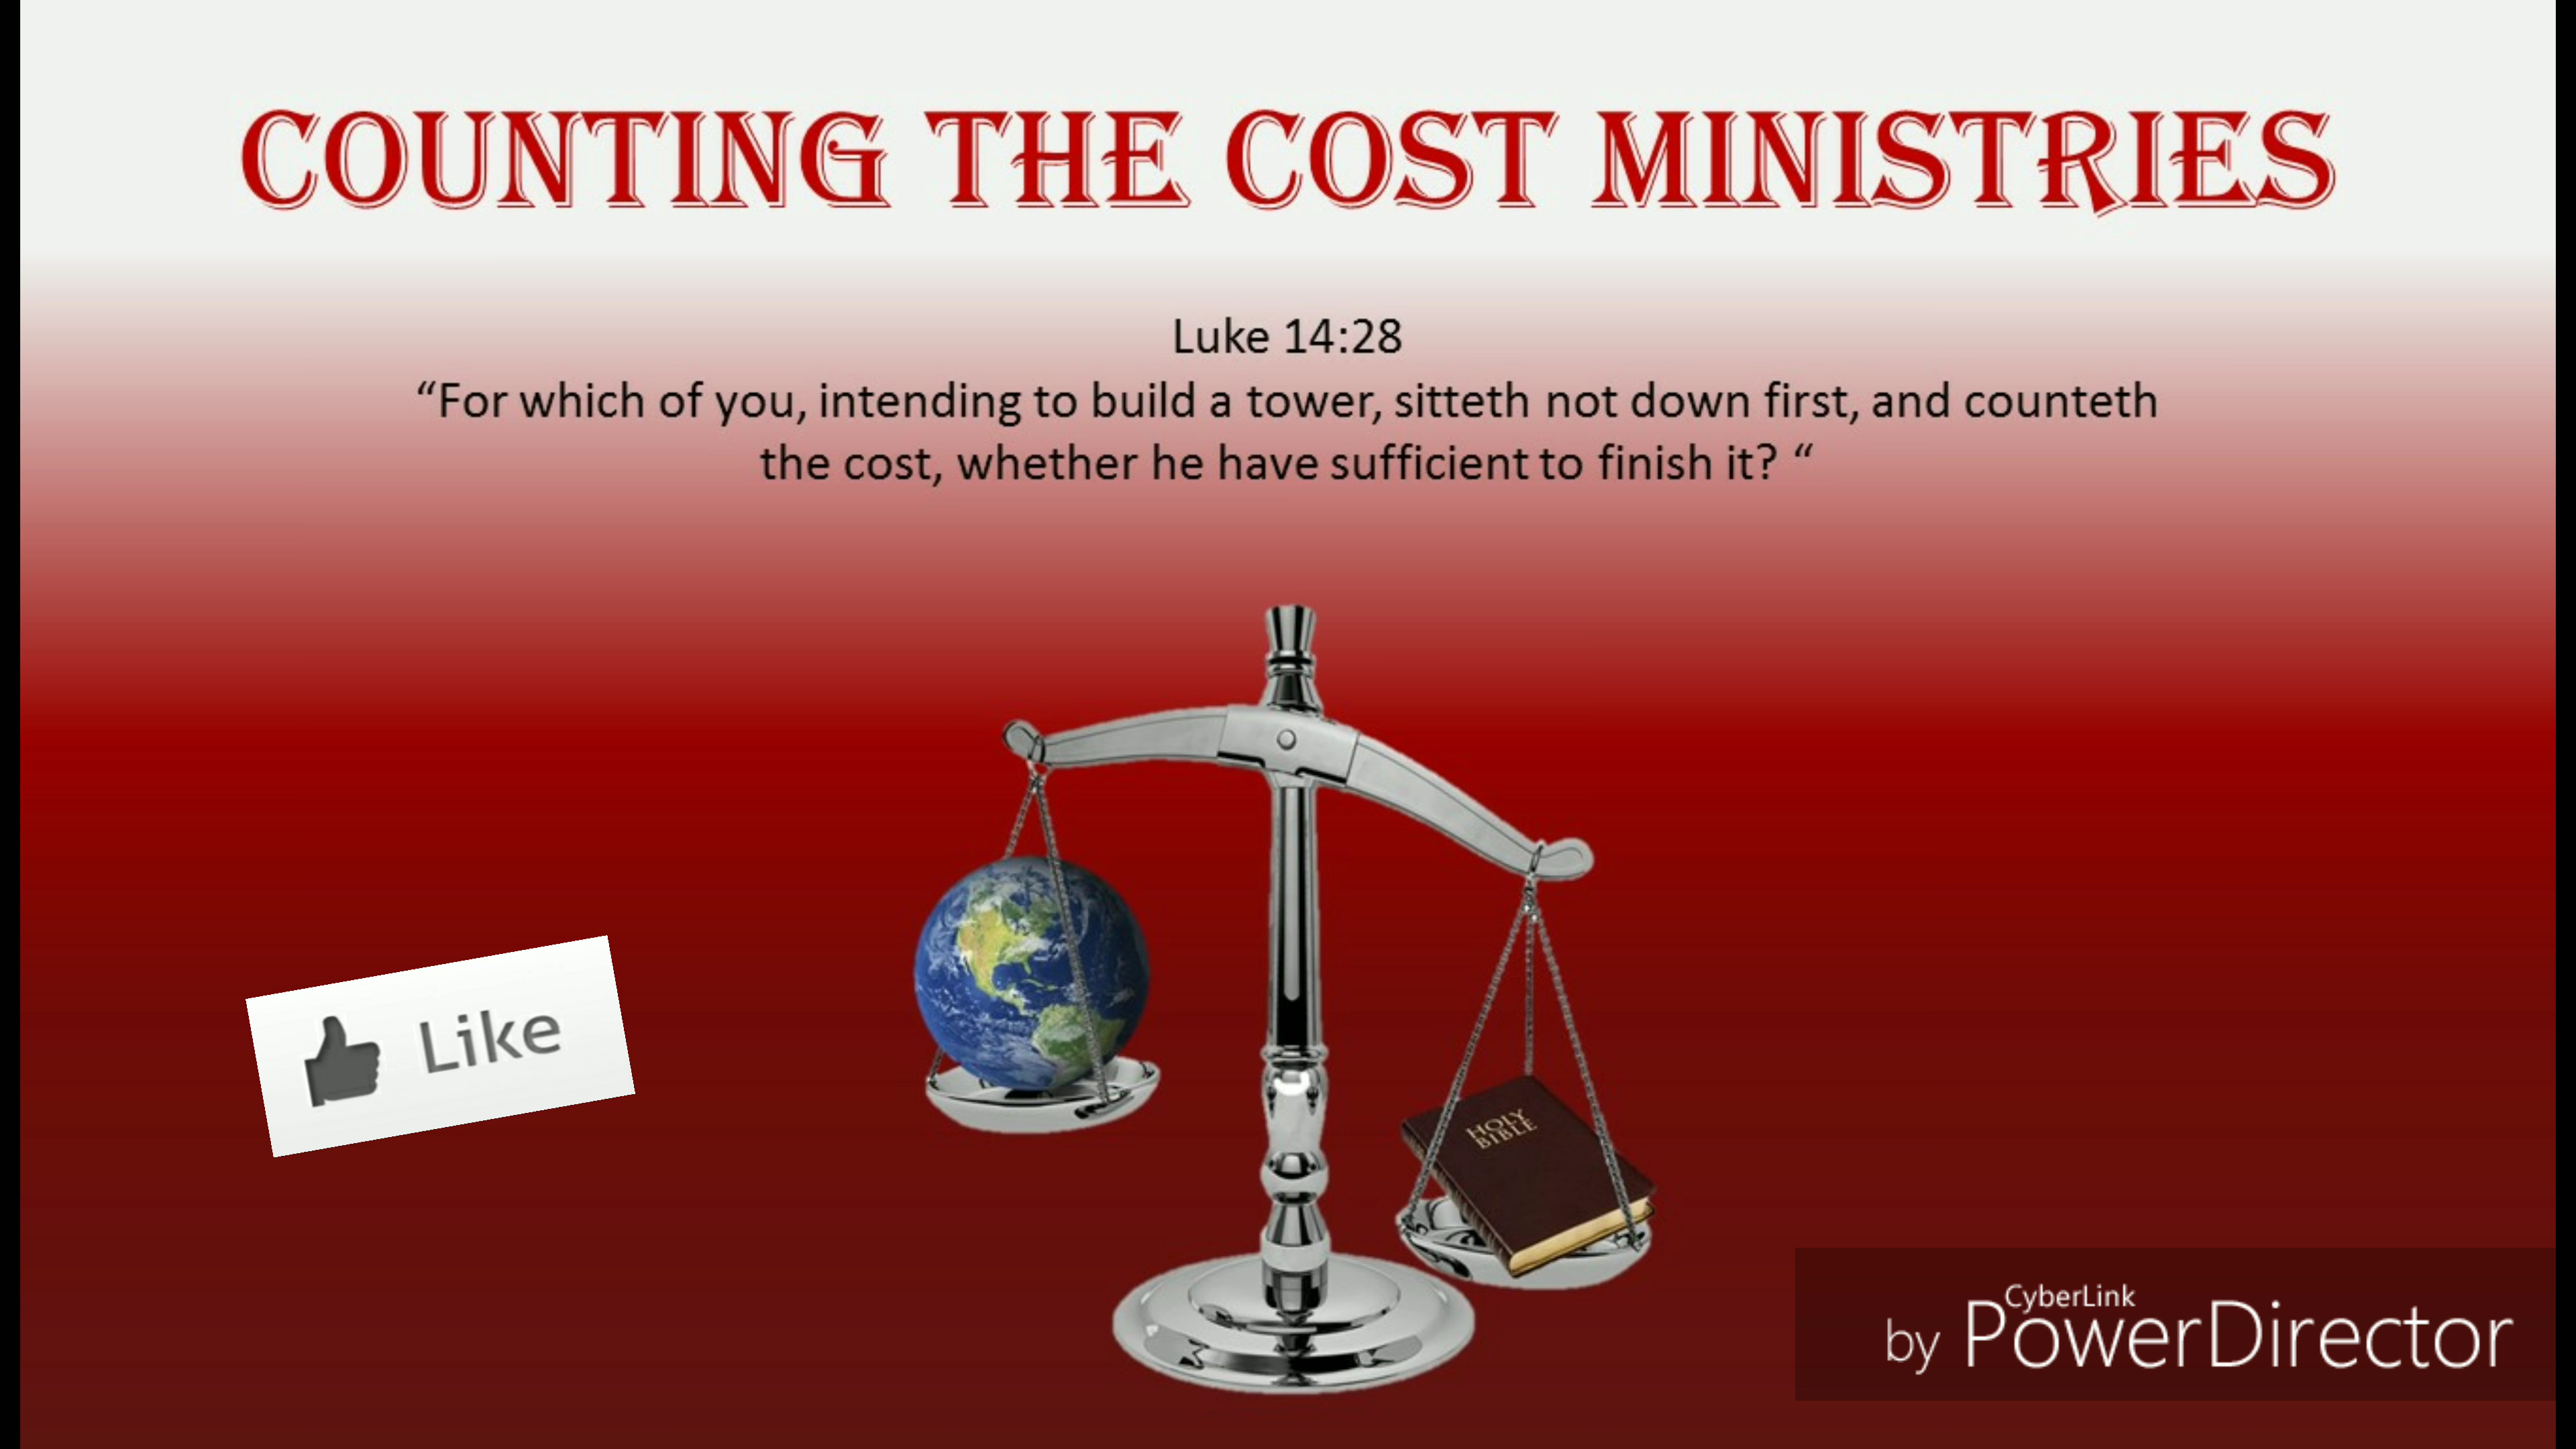 COUNTING THE COST MINISTRIES
Luke 14:28
“For which of you, intending to build a tower, sitteth not down first, and counteth
the cost, whether he have sufficient to finish it? “
Like
HOLY
BIBLE
by CyberLink PowerDirector